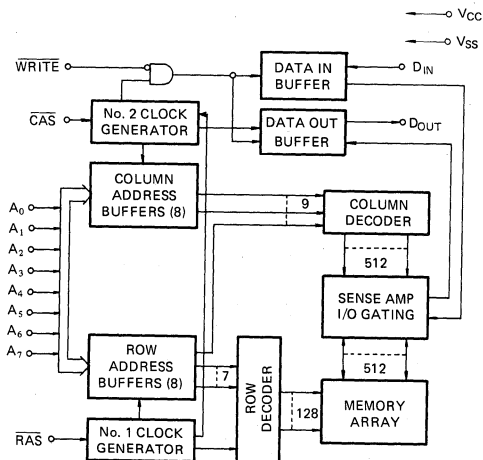 VCC
VSS
WRITE
DATA IN
BUFFER
DIN
CAS
No. 2 CLOCK
GENERATOR
DATA OUT
BUFFER
DOUT
COLUMN
ADDRESS
BUFFERS (8)
9
COLUMN
DECODER
A0
A1
A2
A3
A4
A5
A6
A7
512
SENSE AMP
I/O GATING
512
ROW
ADDRESS
BUFFERS (8)
7
ROW
DECODER
128
MEMORY
ARRAY
RAS
No. 1 CLOCK
GENERATOR